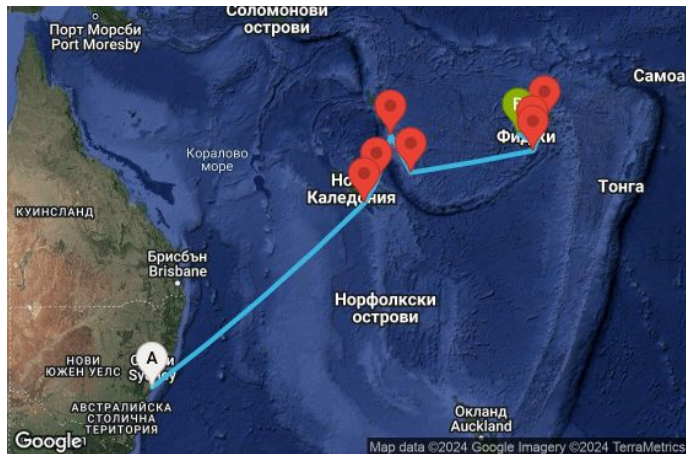 Соломонови
острови
Порт Морсби
Port Moresby
Самоа
Коралово
море
Фиджи
КУИНСЛАНД
Каледония
Тонга
Брисбън
Brisbane
Норфолкски
острови
A
НОВИ
ЮЖЕН УЕЛС
АВСТРАЛИЙСКА
СТОЛИЧНА
ТЕРИТОРИЯ
Окланд
Auckland
Google
Map data ©2024 Google Imagery ©2024 TerraMetrics